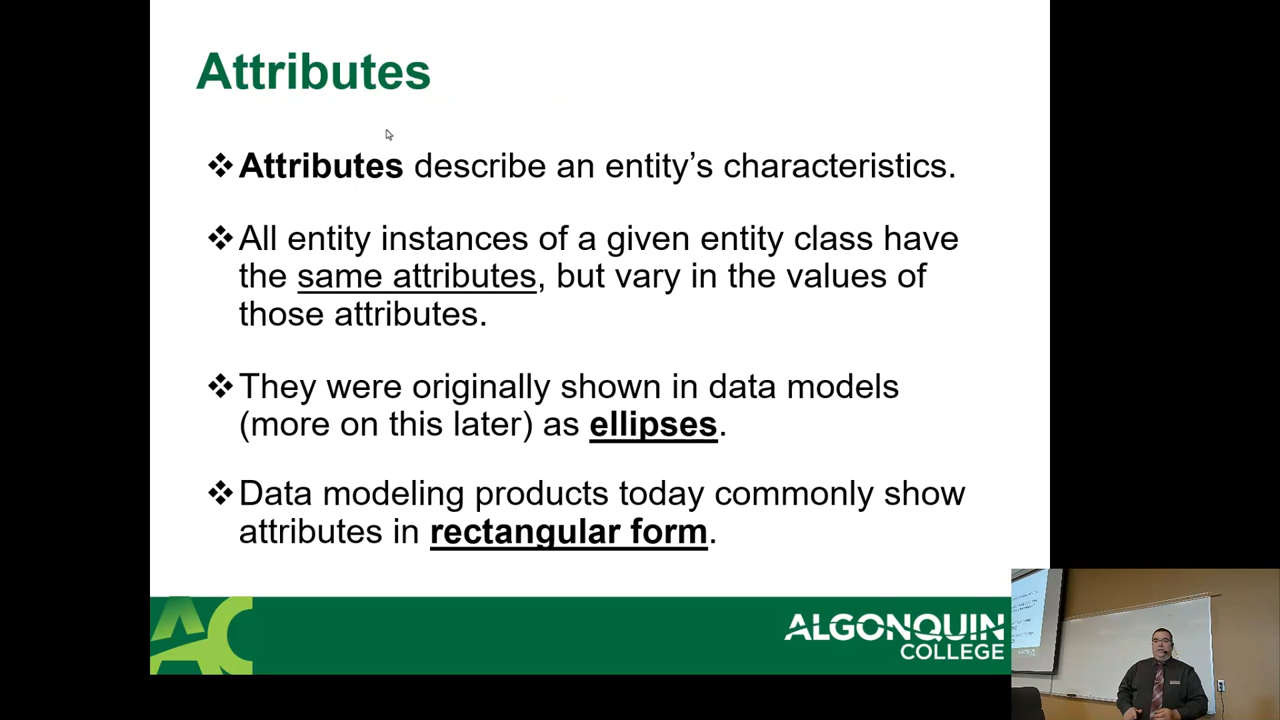 Attributes
❖Attributes describe an entity’s characteristics.
❖All entity instances of a given entity class have
the same attributes, but vary in the values of
those attributes.
❖They were originally shown in data models
(more on this later) as ellipses.
❖Data modeling products today commonly show
attributes in rectangular form.
AC
ALGONQUIN
COLLEGE